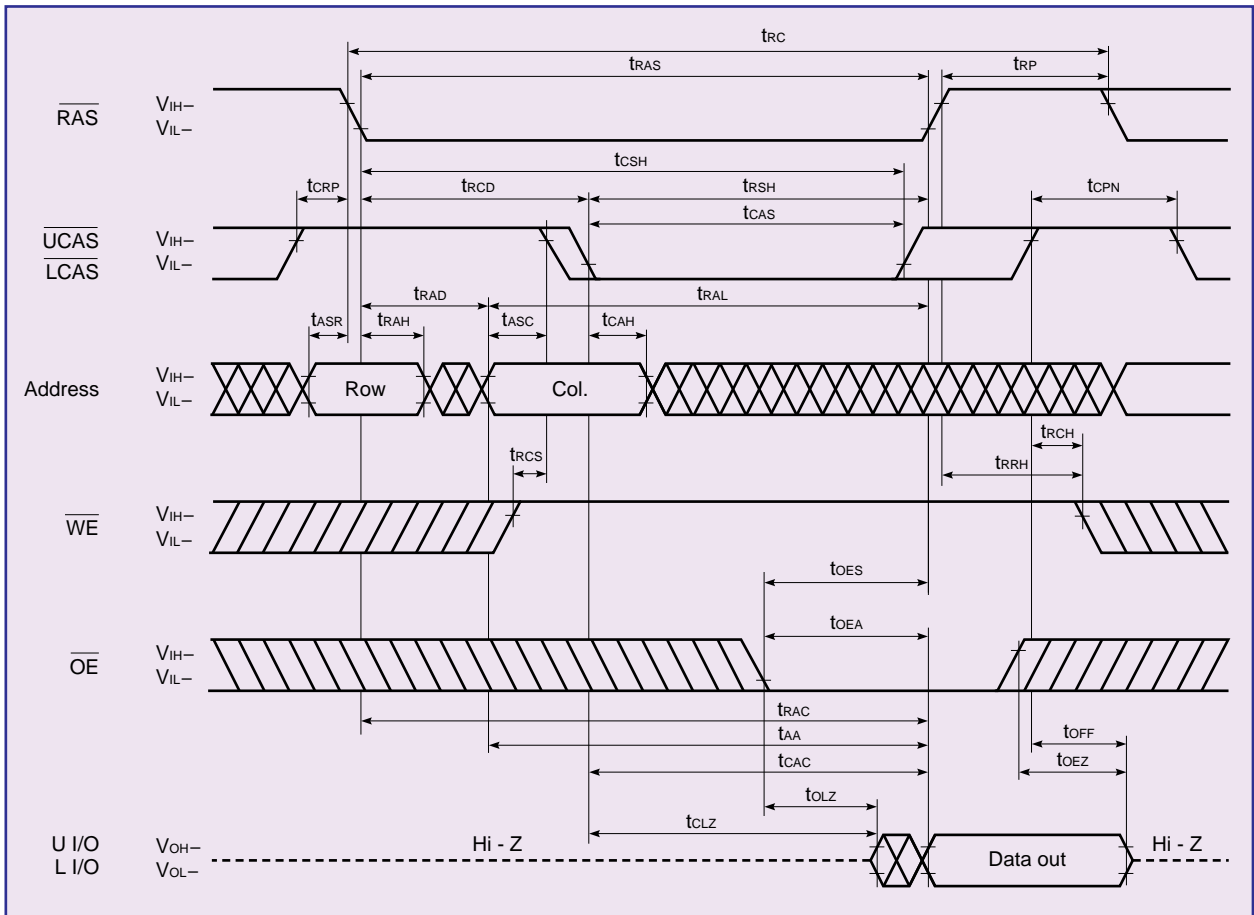 tRC
tRAS
tRP
RAS
VIH–
VIL–
tCSH
tCRP
tRCD
tRSH
tCPN
tCAS
UCAS
VIH–
LCAS
VIL–
tRAD
tRAL
tASR
tRAH
tASC
tCAH
Address
VIH–
VIL–
Row
Col.
tRCH
tRCS
tRRH
WE
VIH–
VIL–
tOES
tOEA
OE
VIH–
VIL–
tRAC
tAA
tOFF
tCAC
tOEZ
tOLZ
tCLZ
U I/O
L I/O
VOH–
VOL–
Hi - Z
Data out
Hi - Z